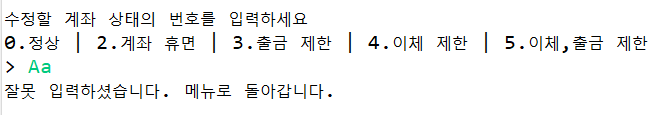 수정할 계좌 상태의 번호를 입력하세요
0.정상 | 2.계좌 휴면 | 3.출금 제한 | 4.이체 제한 | 5.이체,출금 제한
> Aa
잘못 입력하셨습니다. 메뉴로 돌아갑니다.